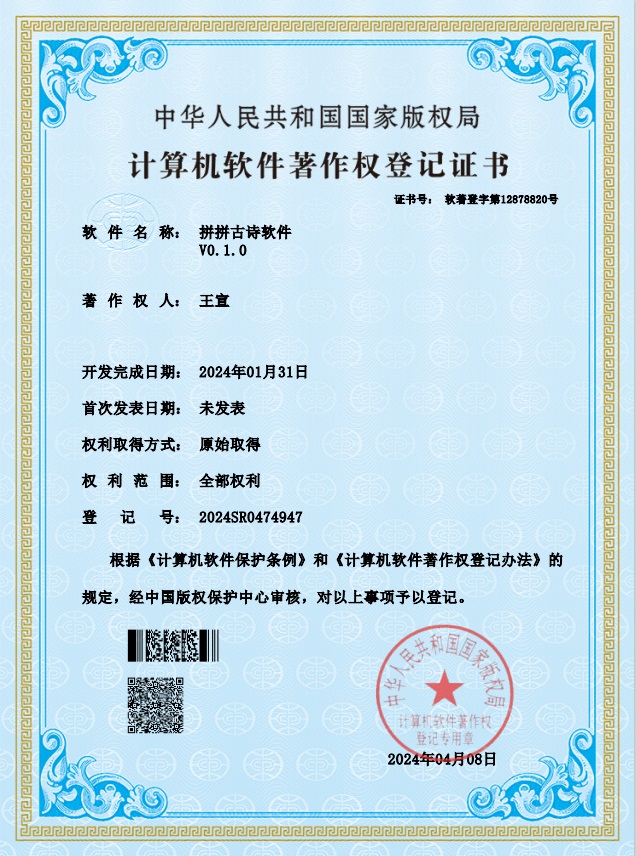 中华人民共和国国家版权局
计算机软件著作权登记证书
证书号： 软著登字第12878820号
软件名称： 拼拼古诗软件
V0.1.0
著作权人： 王宣
开发完成日期： 2024年01月31日
首次发表日期： 未发表
权利取得方式： 原始取得
权利范围： 全部权利
登记号： 2024SR0474947
根据《计算机软件保护条例》和《计算机软件著作权登记办法》的
规定，经中国版权保护中心审核，对以上事项予以登记。
中华人民共和国国家版权局
计算机软件著作权
登记专用章
2024年04月08日